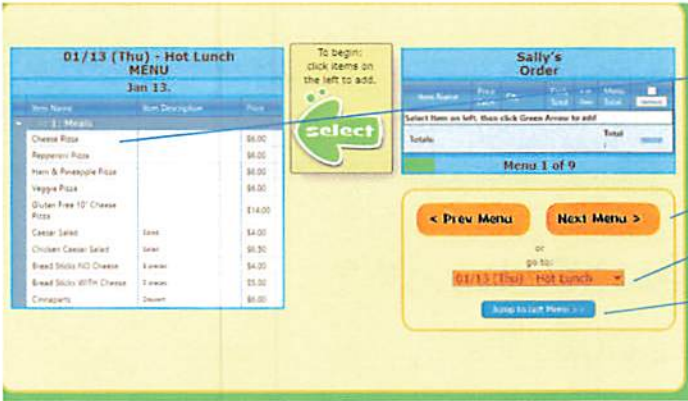 01/13 (Thu) - Hot Lunch
MENU
Jan 13.
Item Name Item Description Price
1: Meals
Cheese Pizza $6.00
Pepperoni Pizza $6.00
Ham & Pineapple Pizza $6.00
Veggie Pizza $6.00
Gluten Free 10" Cheese
Pizza $14.00
Caesar Salad Salad $4.00
Chicken Caesar Salad Salad $6.50
Bread Sticks NO Cheese $4.00
Bread Sticks WITH Cheese $5.00
Cinnaparts Dessert $6.00
To begin:
click items on
the left to add.
select
Sally's
Order
Item Name Price Menu
Total
Select Item on left, then click Green Arrow to add
Totals: Total
:
Menu 1 of 9
< Prev Menu
Next Menu >
or
go to:
01/13 (Thu) - Hot Lunch
Jump to Last Menu >>